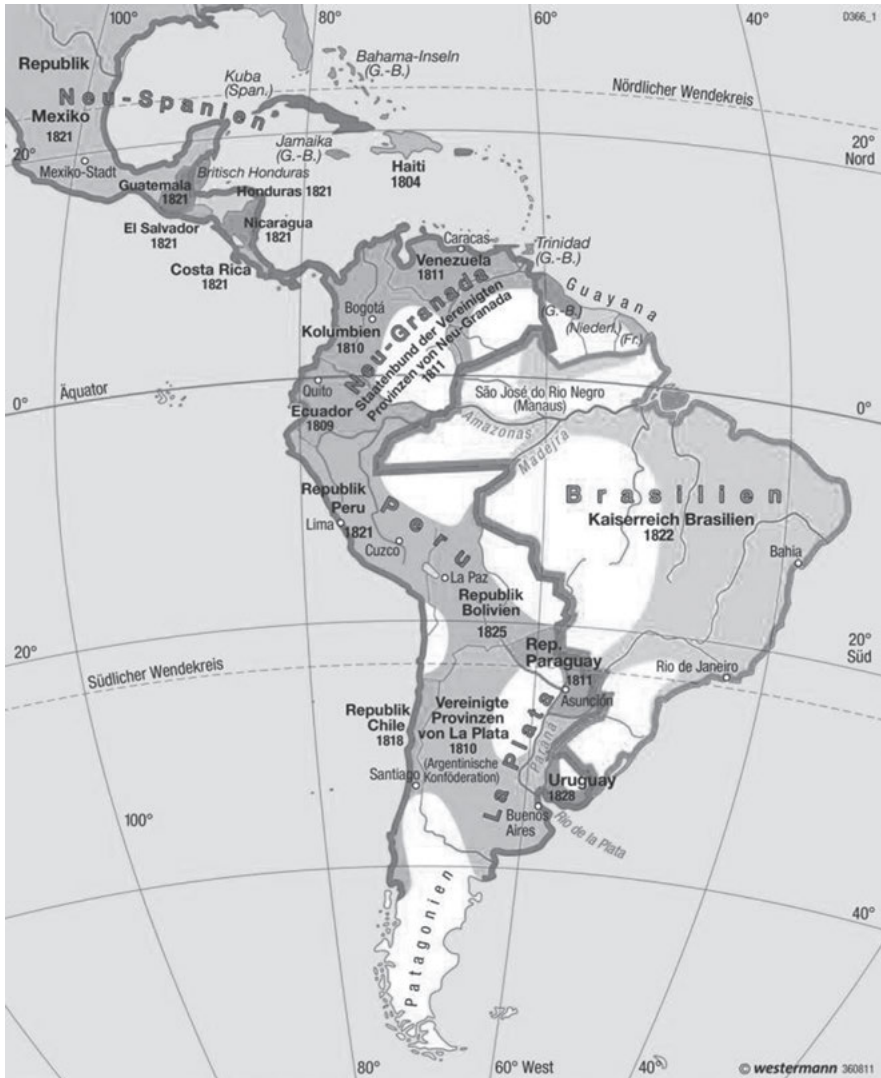 100°
80°
60°
40°
D366_1
Republik
Mexiko
1821
Neu-Spanien
Kuba
(Span.)
Bahama-Inseln
(G.-B.)
Nördlicher Wendekreis
20°
Mexiko-Stadt
Jamaika
(G.-B.)
Haiti
1804
20°
Nord
Britisch Honduras
Guatemala
1821
Honduras 1821
El Salvador
1821
Nicaragua
1821
Costa Rica
1821
Caracas
Venezuela
1811
Trinidad
(G.-B.)
Guayana
(G.-B.)
(Niederl.)
(Fr.)
Bogotá
Kolumbien
1810
Neu-Granada
Staatenbund der Vereinigten
Provinzen von Neu-Granada
1811
Äquator
0°
Quito
Ecuador
1809
São José do Rio Negro
(Manaus)
0°
Amazonas
Madeira
Republik
Peru
1821
Lima
Cuzco
Peru
Brasilien
Kaiserreich Brasilien
1822
Bahia
La Paz
Republik
Bolivien
1825
20°
Südlicher Wendekreis
Rep.
Paraguay
1811
Asunción
Rio de Janeiro
20°
Süd
Republik
Chile
1818
Vereinigte
Provinzen
von La Plata
1810
(Argentinische
Konföderation)
La Plata
Paraná
Santiago
Uruguay
1828
Buenos
Aires
Rio de la Plata
100°
40°
Patagonien
80°
60° West
40°
© westermann 360811